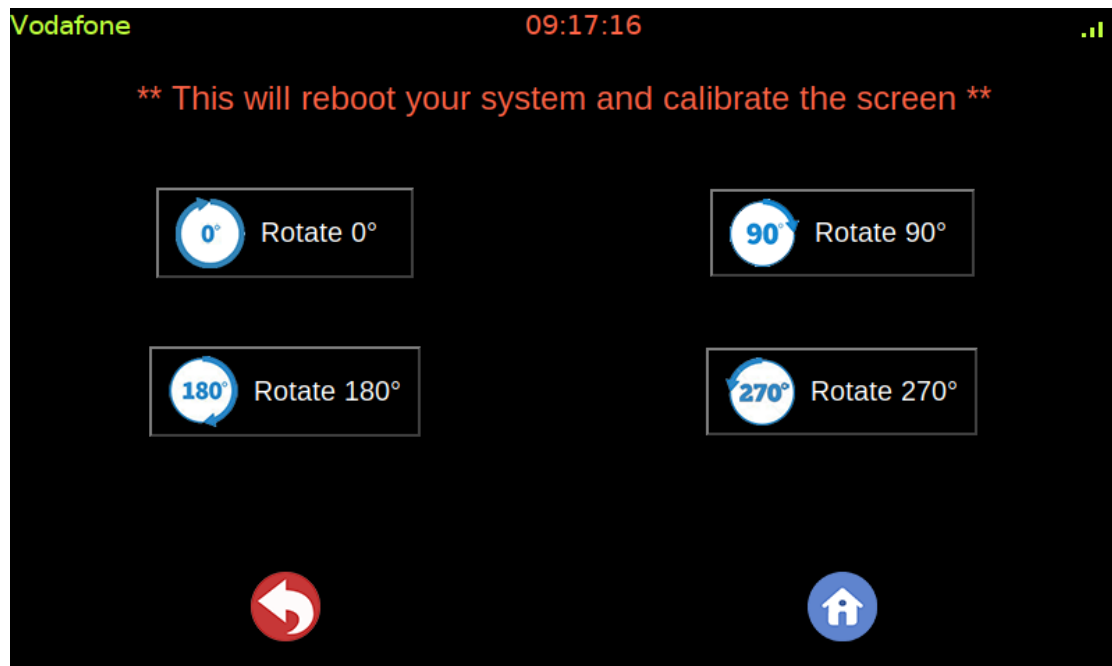 Vodafone 09:17:16
** This will reboot your system and calibrate the screen **
0° Rotate 0° 90° Rotate 90°
180° Rotate 180° 270° Rotate 270°